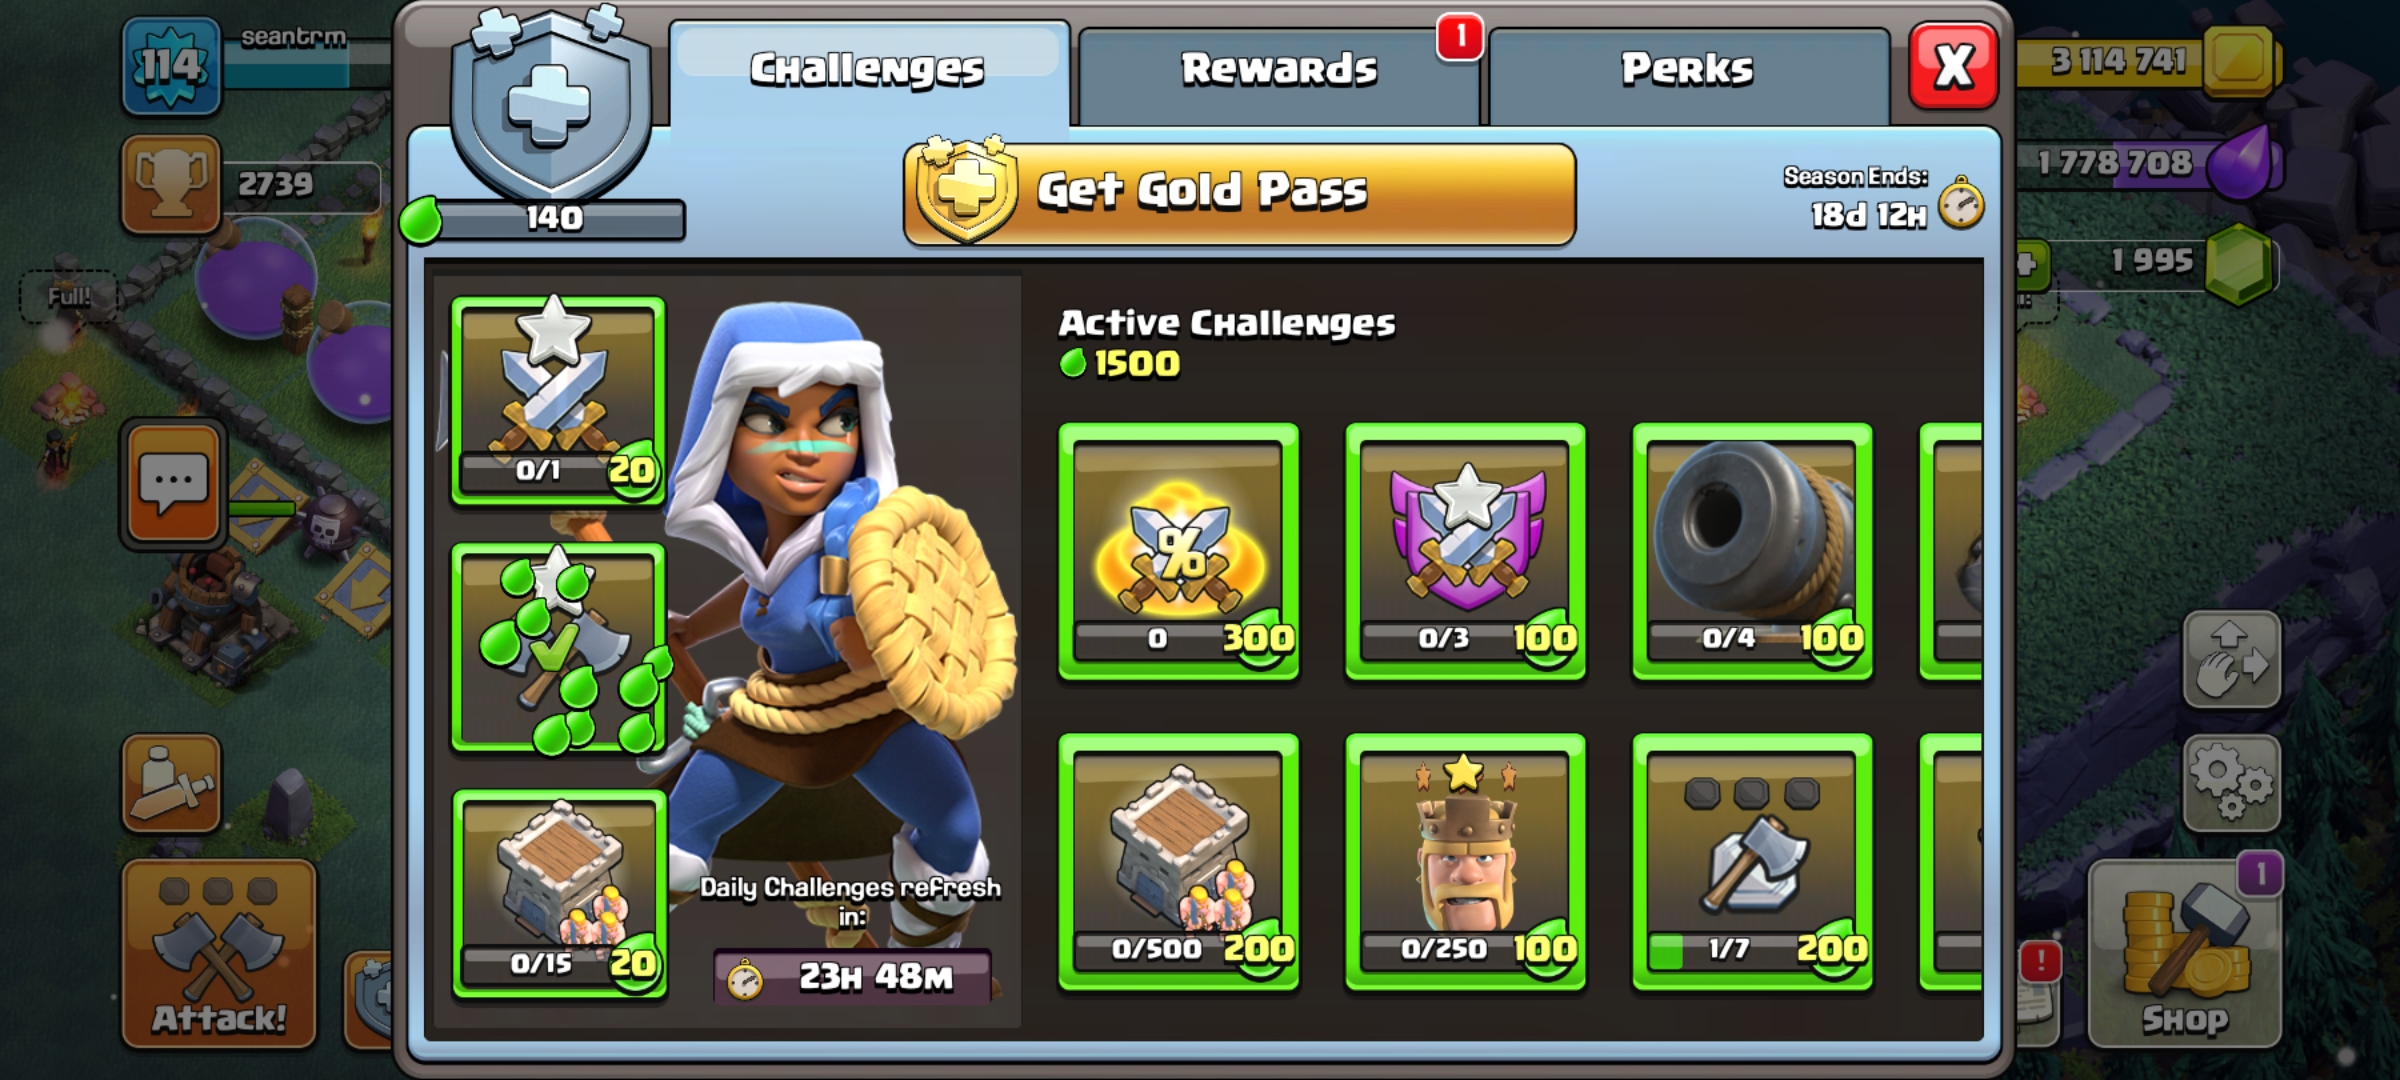 114
seantrm
Challenges
Rewards
1
Perks
X
3 114 741
2739
140
Get Gold Pass
Season Ends:
18d 12H
1 778 708
1 995
Full!
Active Challenges
1500
0/1
20
%
0
300
0/3
100
0/4
100
0/15
20
Daily Challenges refresh
in:
23H 48M
0/500
200
0/250
100
1/7
200
Attack!
!
1
Shop